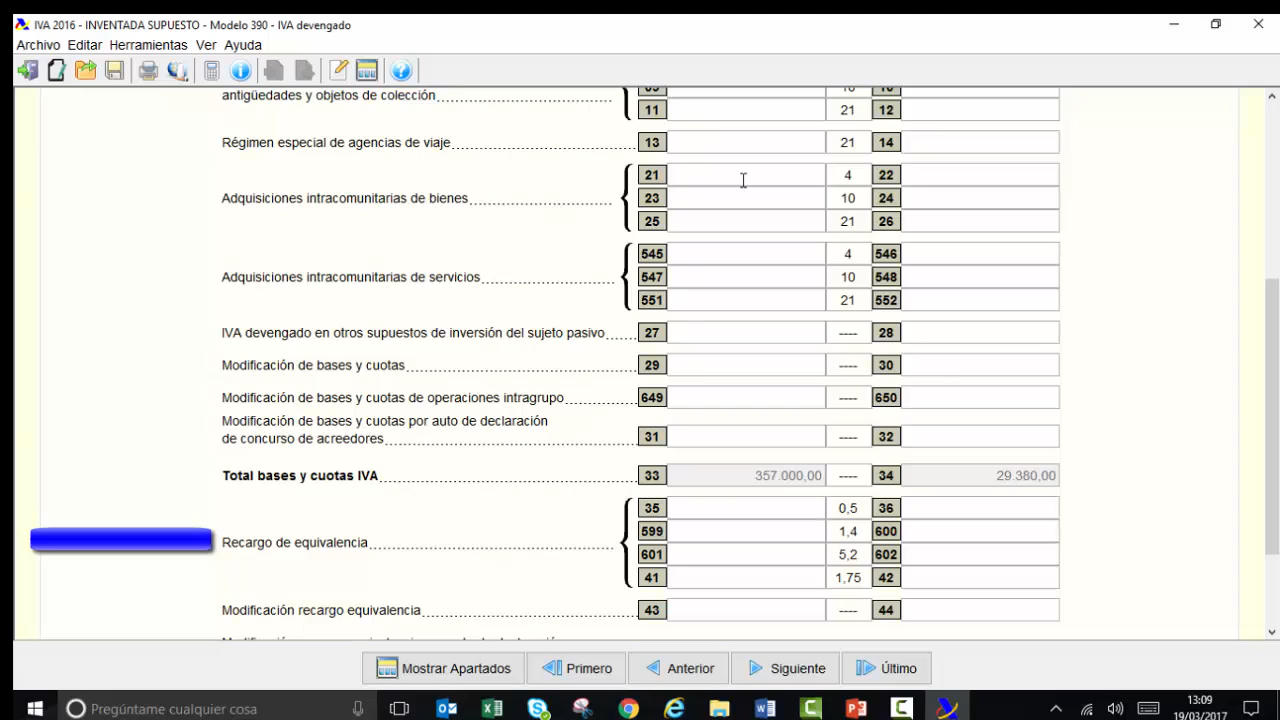 IVA 2016 - INVENTADA SUPUESTO - Modelo 390 - IVA devengado
Archivo Editar Herramientas Ver Ayuda
antigüedades y objetos de colección
11 21 12
Régimen especial de agencias de viaje 13 21 14
21 4 22
Adquisiciones intracomunitarias de bienes 23 10 24
25 21 26
545 4 546
Adquisiciones intracomunitarias de servicios 547 10 548
551 21 552
IVA devengado en otros supuestos de inversión del sujeto pasivo 27 ---- 28
Modificación de bases y cuotas 29 ---- 30
Modificación de bases y cuotas de operaciones intragrupo 649 ---- 650
Modificación de bases y cuotas por auto de declaración
de concurso de acreedores 31 ---- 32
Total bases y cuotas IVA 33 357.000,00 ---- 34 29.380,00
35 0,5 36
599 1,4 600
Recargo de equivalencia
601 5,2 602
41 1,75 42
Modificación recargo equivalencia 43 ---- 44
Mostrar Apartados Primero Anterior Siguiente Último
Pregúntame cualquier cosa
13:09
19/03/2017